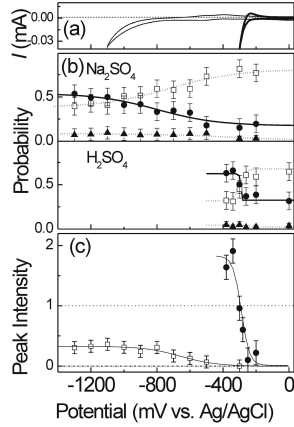 I (mA)
0.00
-0.03
(a)
(b) Na₂SO₄
Probability
0.5
0.0
H₂SO₄
0.5
0.0
(c)
Peak Intensity
2
1
0
-1200 -800 -400 0
Potential (mV vs. Ag/AgCl)